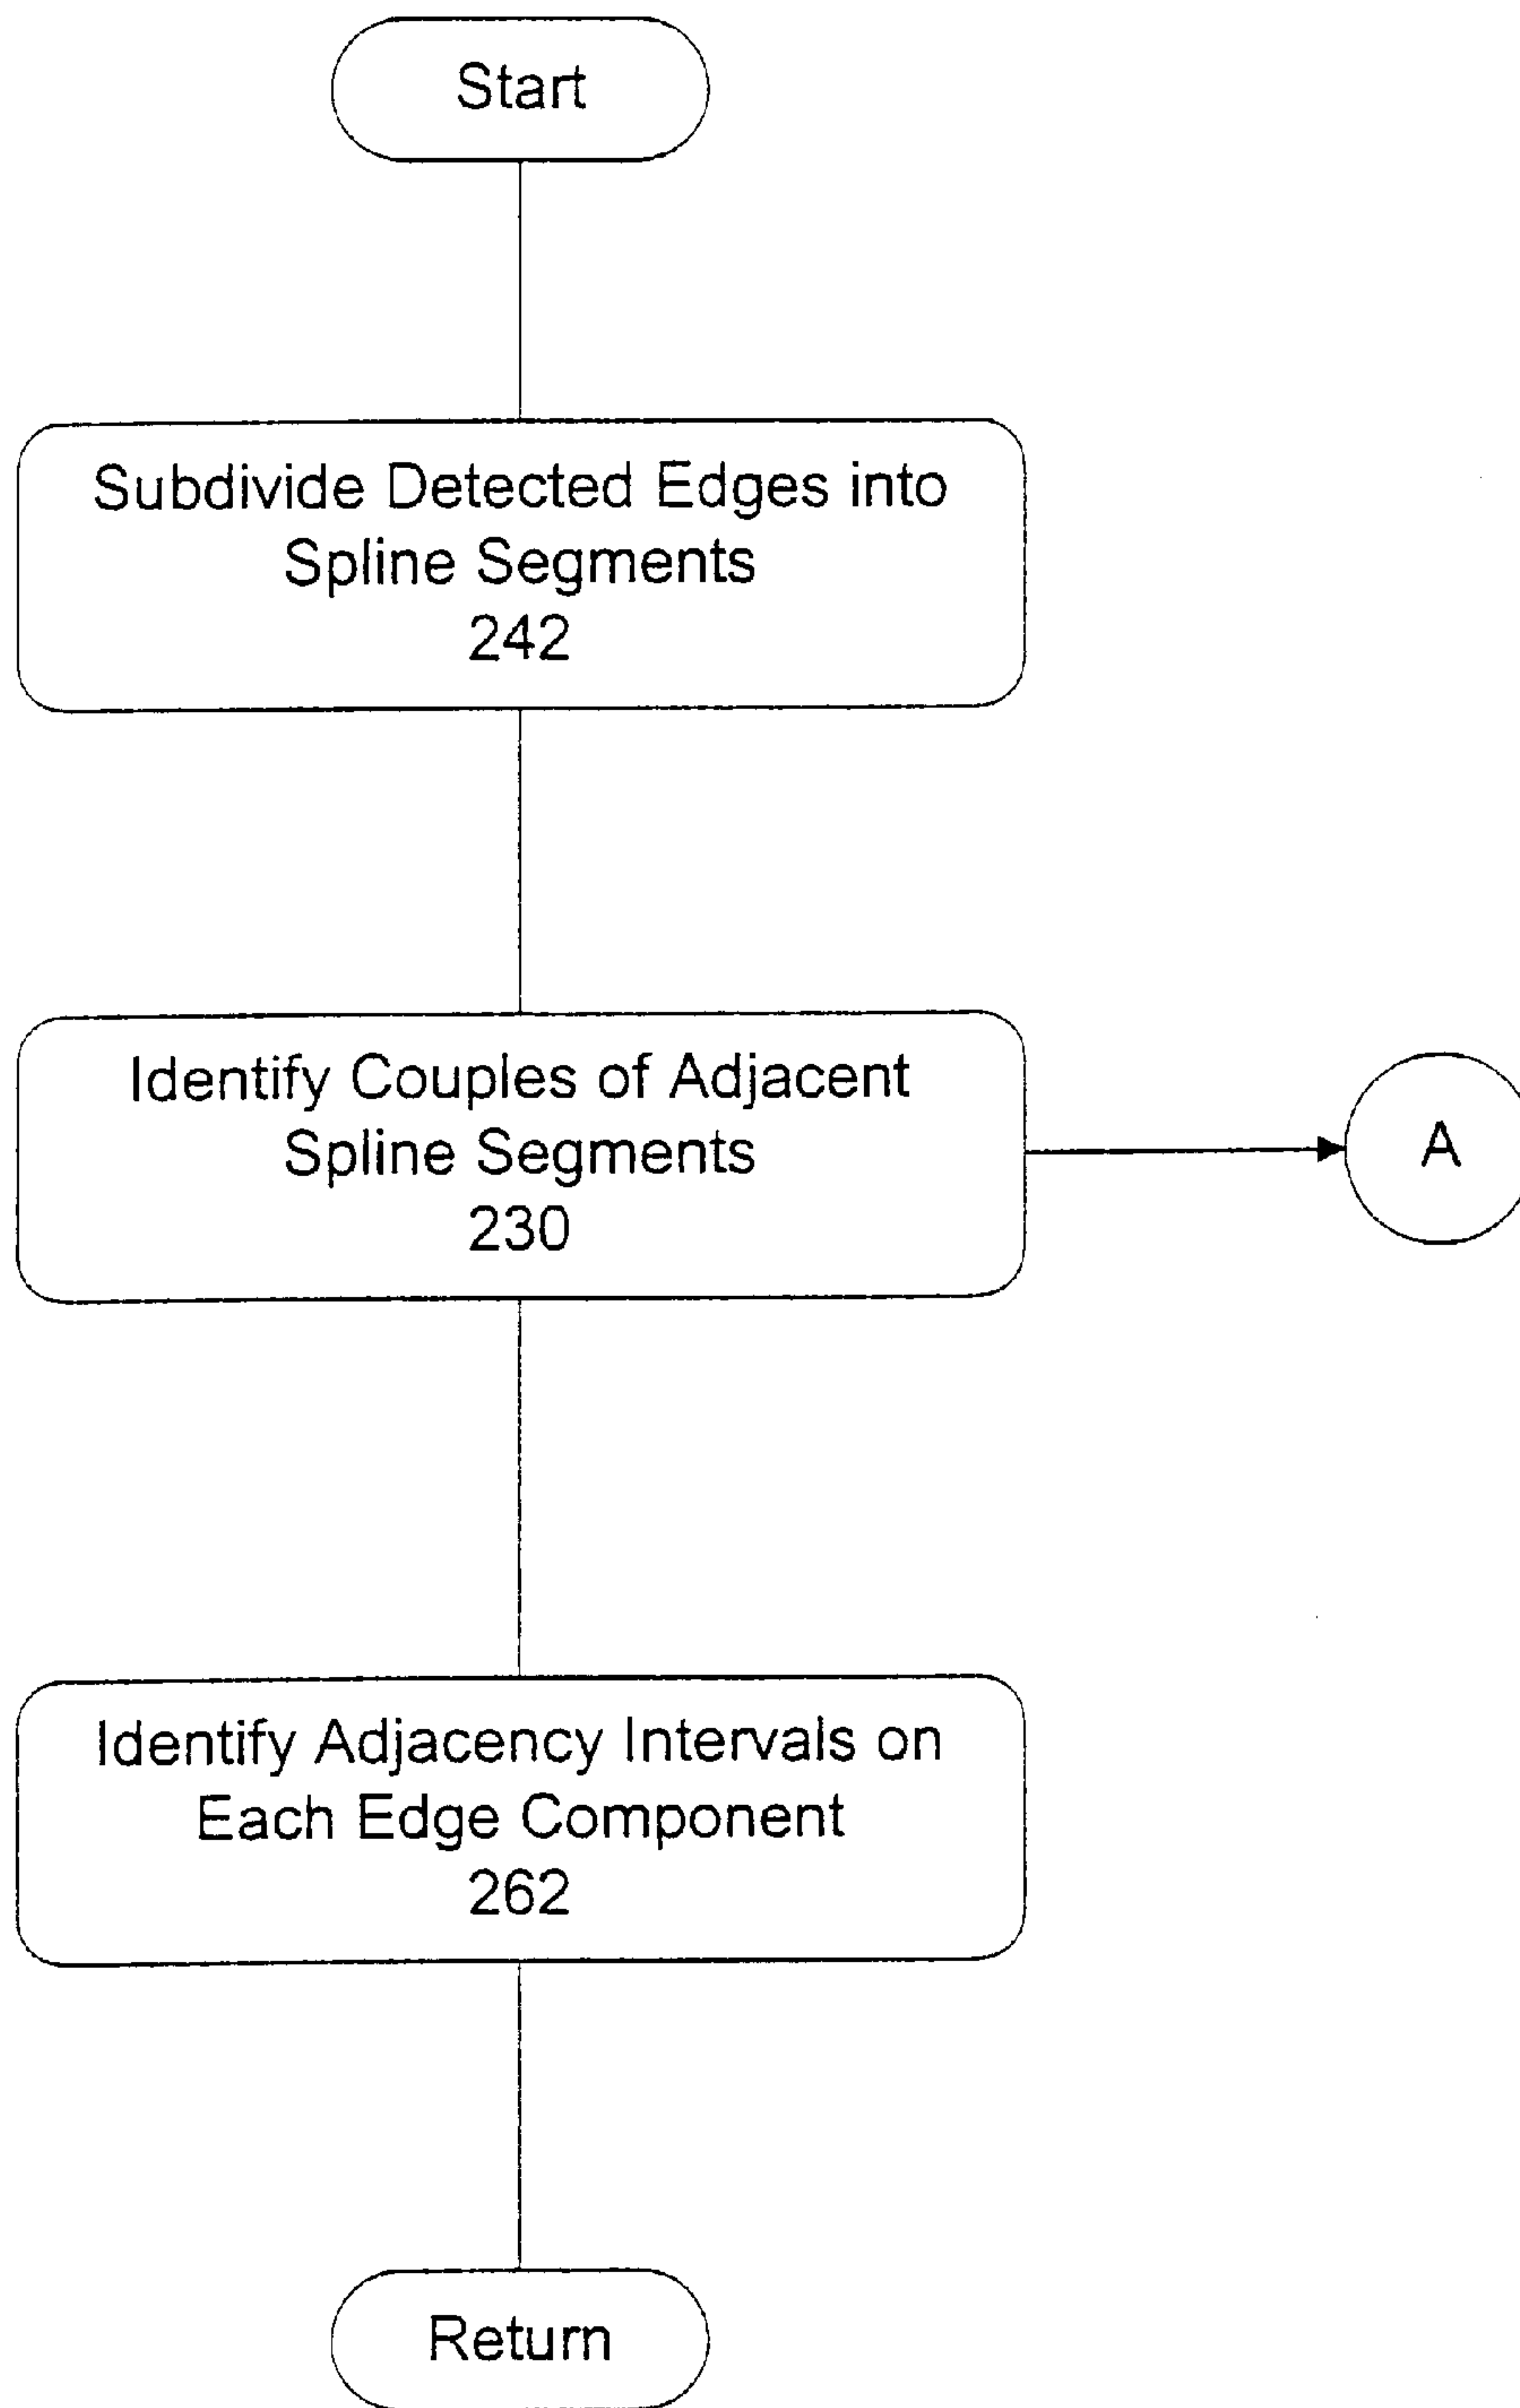 Start
Subdivide Detected Edges into
Spline Segments
242
Identify Couples of Adjacent
Spline Segments
230
A
Identify Adjacency Intervals on
Each Edge Component
262
Return